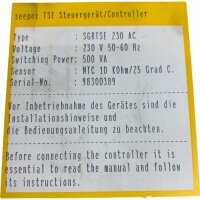 seepex TSE Steuergerät/Controller
Type : SGRTSE 230 AC
Voltage : 230 V 50-60 Hz
Switching Power : 500 VA
Sensor : NTC 10 KOhm/25 Grad C.
Serial-No. : 98300309
Vor Inbetriebnahme des Gerätes sind die
Installationshinweise und
die Bedienungsanleitung zu beachten.
Before connecting the controller it is
essential to read the manual and follow
its instructions.